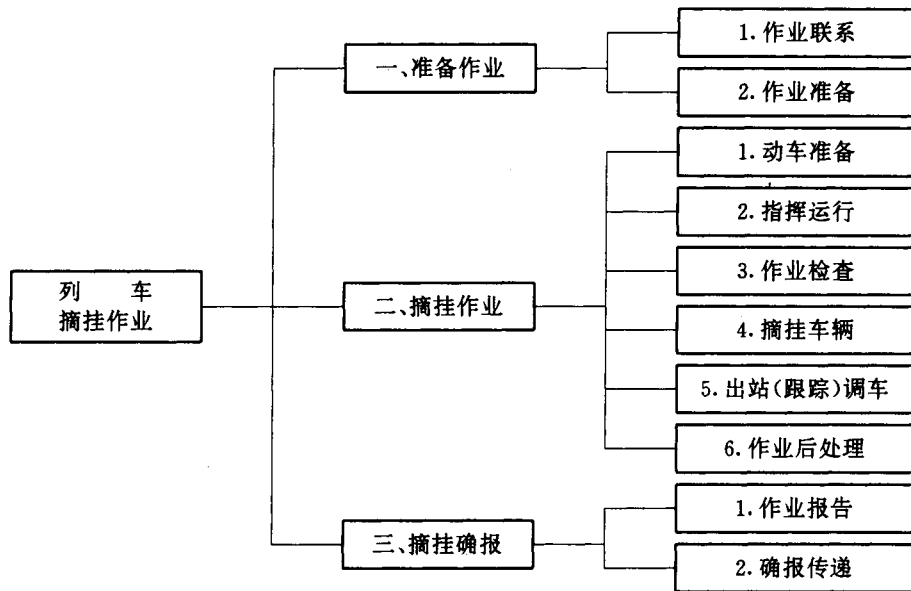 列 车
摘挂作业
一、准备作业
1.作业联系
2.作业准备
二、摘挂作业
1.动车准备
2.指挥运行
3.作业检查
4.摘挂车辆
5.出站(跟踪)调车
6.作业后处理
三、摘挂确报
1.作业报告
2.确报传递